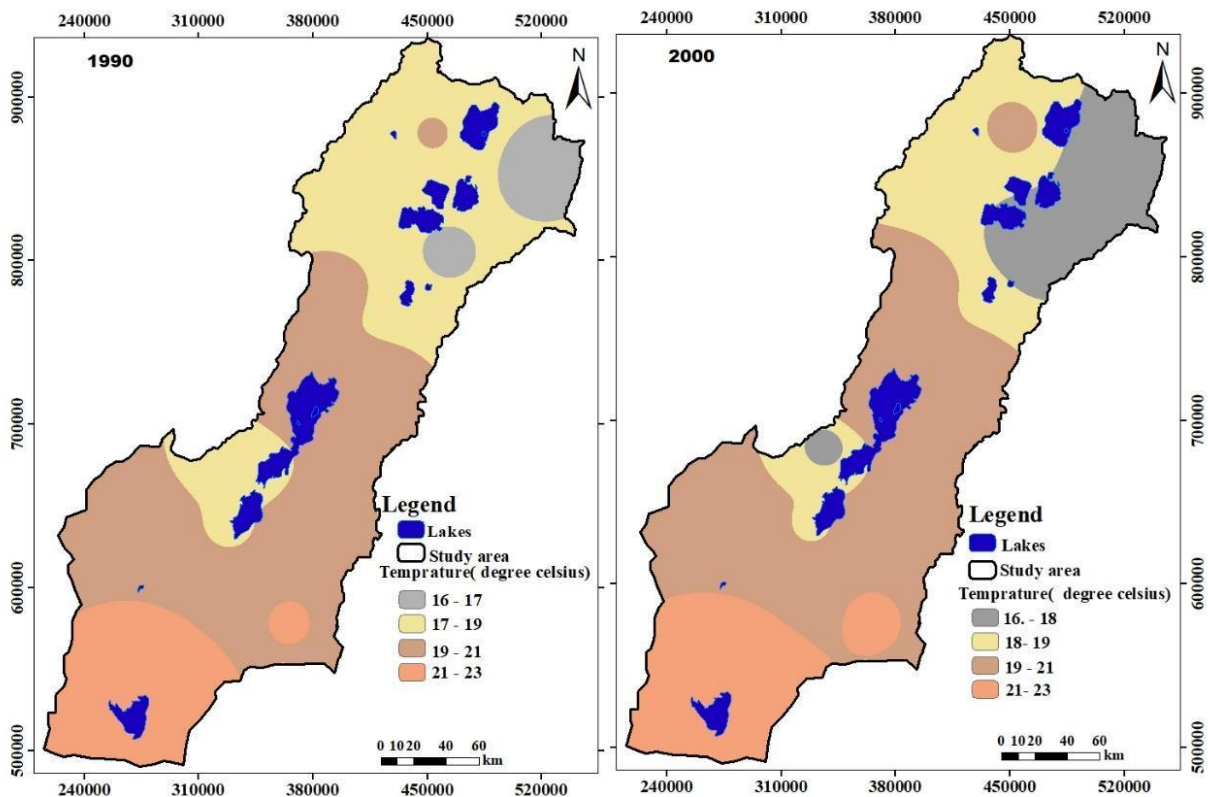 240000 310000 380000 450000 520000
1990
N
900000
800000
700000
600000
500000
Legend
Lakes
Study area
Temprature( degree celsius)
16 - 17
17 - 19
19 - 21
21 - 23
0 10 20 40 60
km
240000 310000 380000 450000 520000
240000 310000 380000 450000 520000
2000
N
900000
800000
700000
600000
500000
Legend
Lakes
Study area
Temprature( degree celsius)
16. - 18
18- 19
19 - 21
21 - 23
0 1020 40 60
km
240000 310000 380000 450000 520000